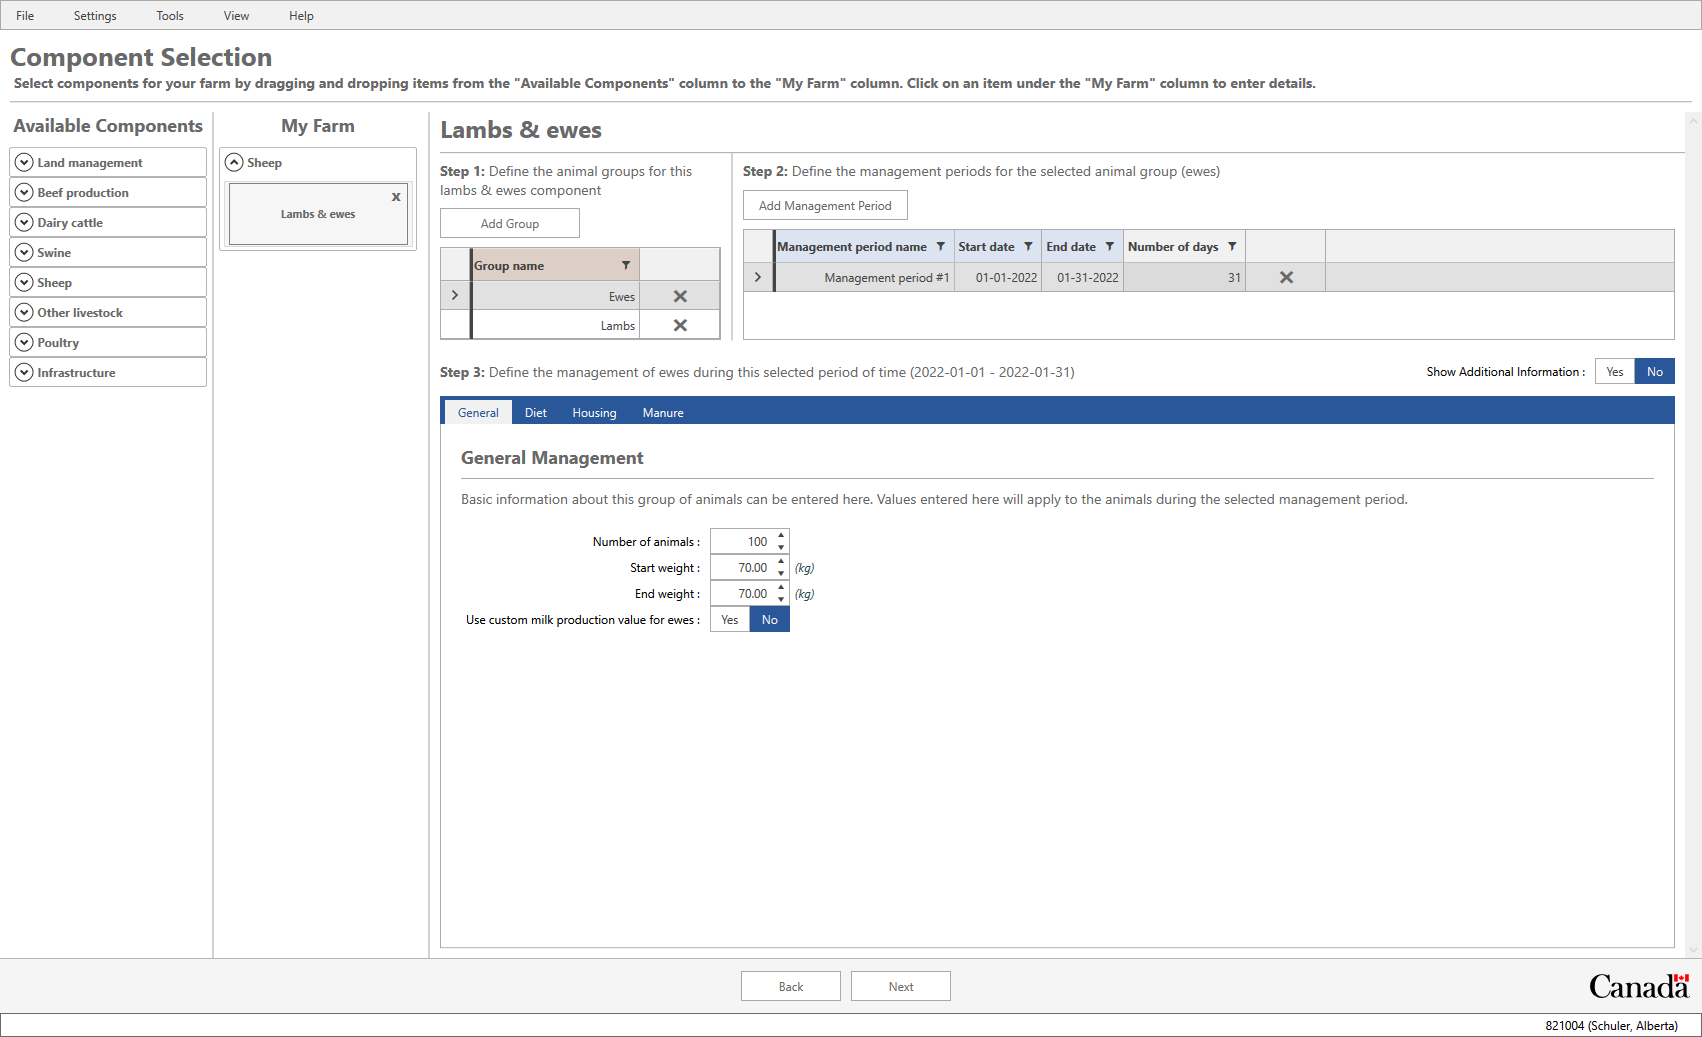 File Settings Tools View Help
Component Selection
Select components for your farm by dragging and dropping items from the "Available Components" column to the "My Farm" column. Click on an item under the "My Farm" column to enter details.
Available Components
Land management
Beef production
Dairy cattle
Swine
Sheep
Other livestock
Poultry
Infrastructure
My Farm
Sheep
x
Lambs & ewes
Lambs & ewes
Step 1: Define the animal groups for this
lambs & ewes component
Add Group
Group name
Ewes
Lambs
Step 2: Define the management periods for the selected animal group (ewes)
Add Management Period
Management period name Start date End date Number of days
Management period #1 01-01-2022 01-31-2022 31
Step 3: Define the management of ewes during this selected period of time (2022-01-01 - 2022-01-31)
Show Additional Information : Yes No
General Diet Housing Manure
General Management
Basic information about this group of animals can be entered here. Values entered here will apply to the animals during the selected management period.
Number of animals : 100
Start weight : 70.00 (kg)
End weight : 70.00 (kg)
Use custom milk production value for ewes : Yes No
Back Next
Canada
821004 (Schuler, Alberta)